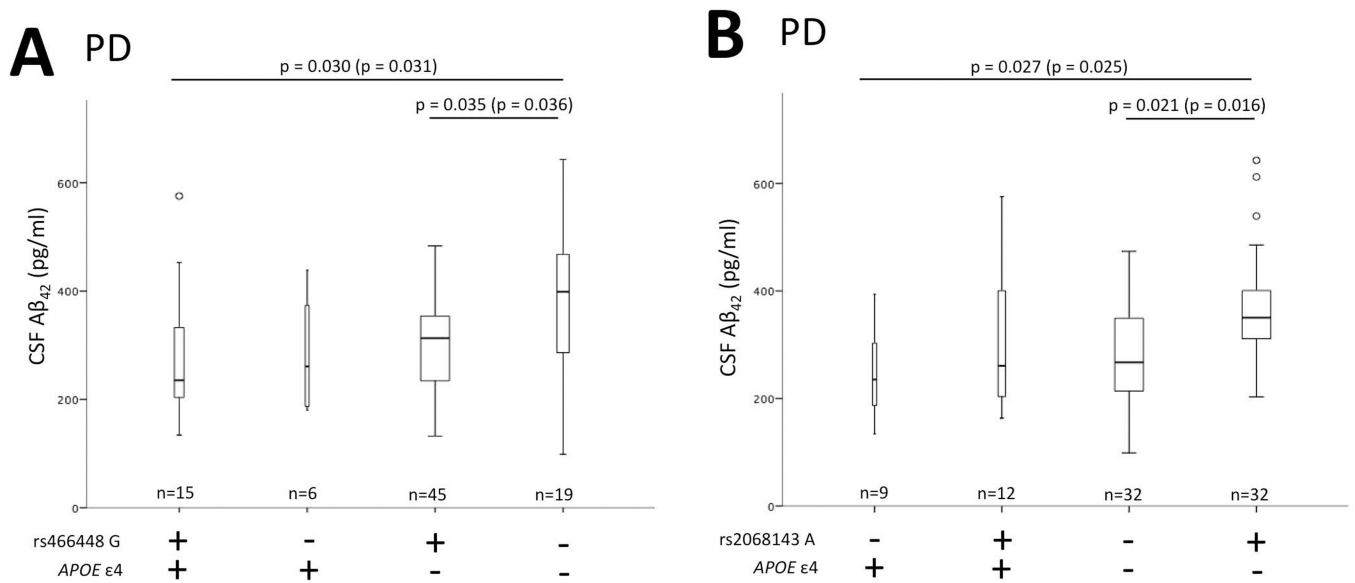 A PD
p = 0.030 (p = 0.031)
p = 0.035 (p = 0.036)
CSF Aβ42 (pg/ml)
600
400
200
0
n=15 n=6 n=45 n=19
rs466448 G + - + -
APOE ε4 + + - -
B PD
p = 0.027 (p = 0.025)
p = 0.021 (p = 0.016)
CSF Aβ42 (pg/ml)
600
400
200
0
n=9 n=12 n=32 n=32
rs2068143 A - + - +
APOE ε4 + + - -